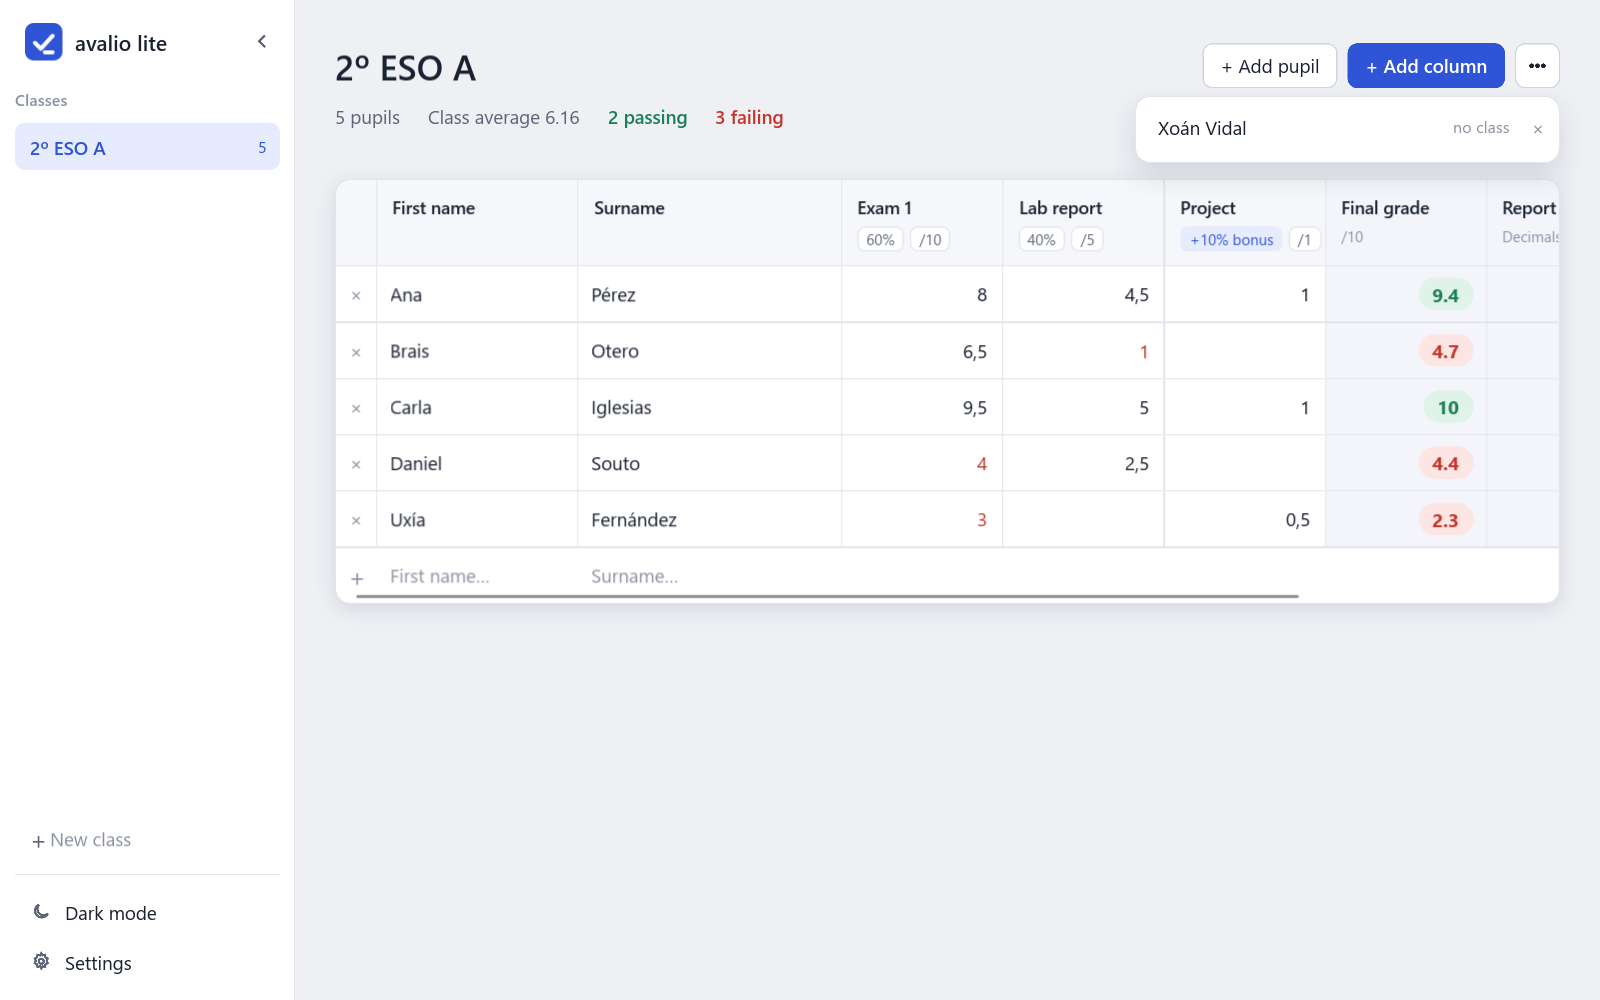 avalio lite
Classes
2º ESO A 5
+ New class
Dark mode
Settings
2º ESO A
+ Add pupil
+ Add column
5 pupils Class average 6.16 2 passing 3 failing
Xoán Vidal no class ×
First name Surname Exam 1 Lab report Project Final grade Report
60% /10 40% /5 +10% bonus /1 /10 Decimals
× Ana Pérez 8 4,5 1 9.4
× Brais Otero 6,5 1 4.7
× Carla Iglesias 9,5 5 1 10
× Daniel Souto 4 2,5 4.4
× Uxía Fernández 3 0,5 2.3
+ First name... Surname...